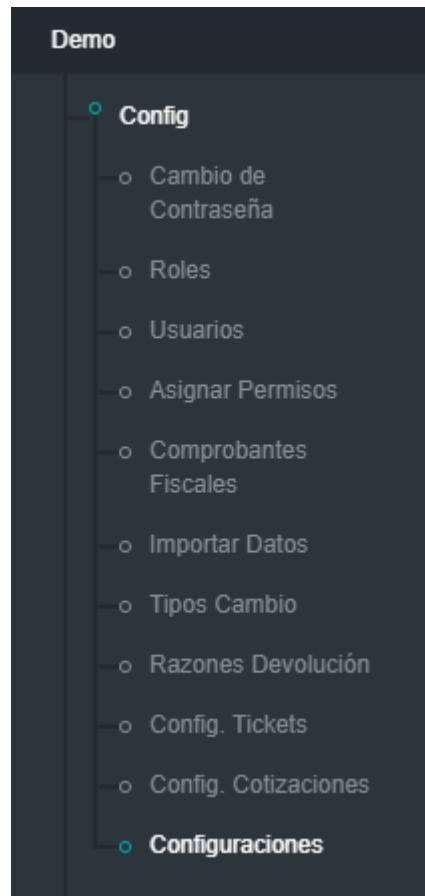 Demo
Config
Cambio de
Contraseña
Roles
Usuarios
Asignar Permisos
Comprobantes
Fiscales
Importar Datos
Tipos Cambio
Razones Devolución
Config. Tickets
Config. Cotizaciones
Configuraciones